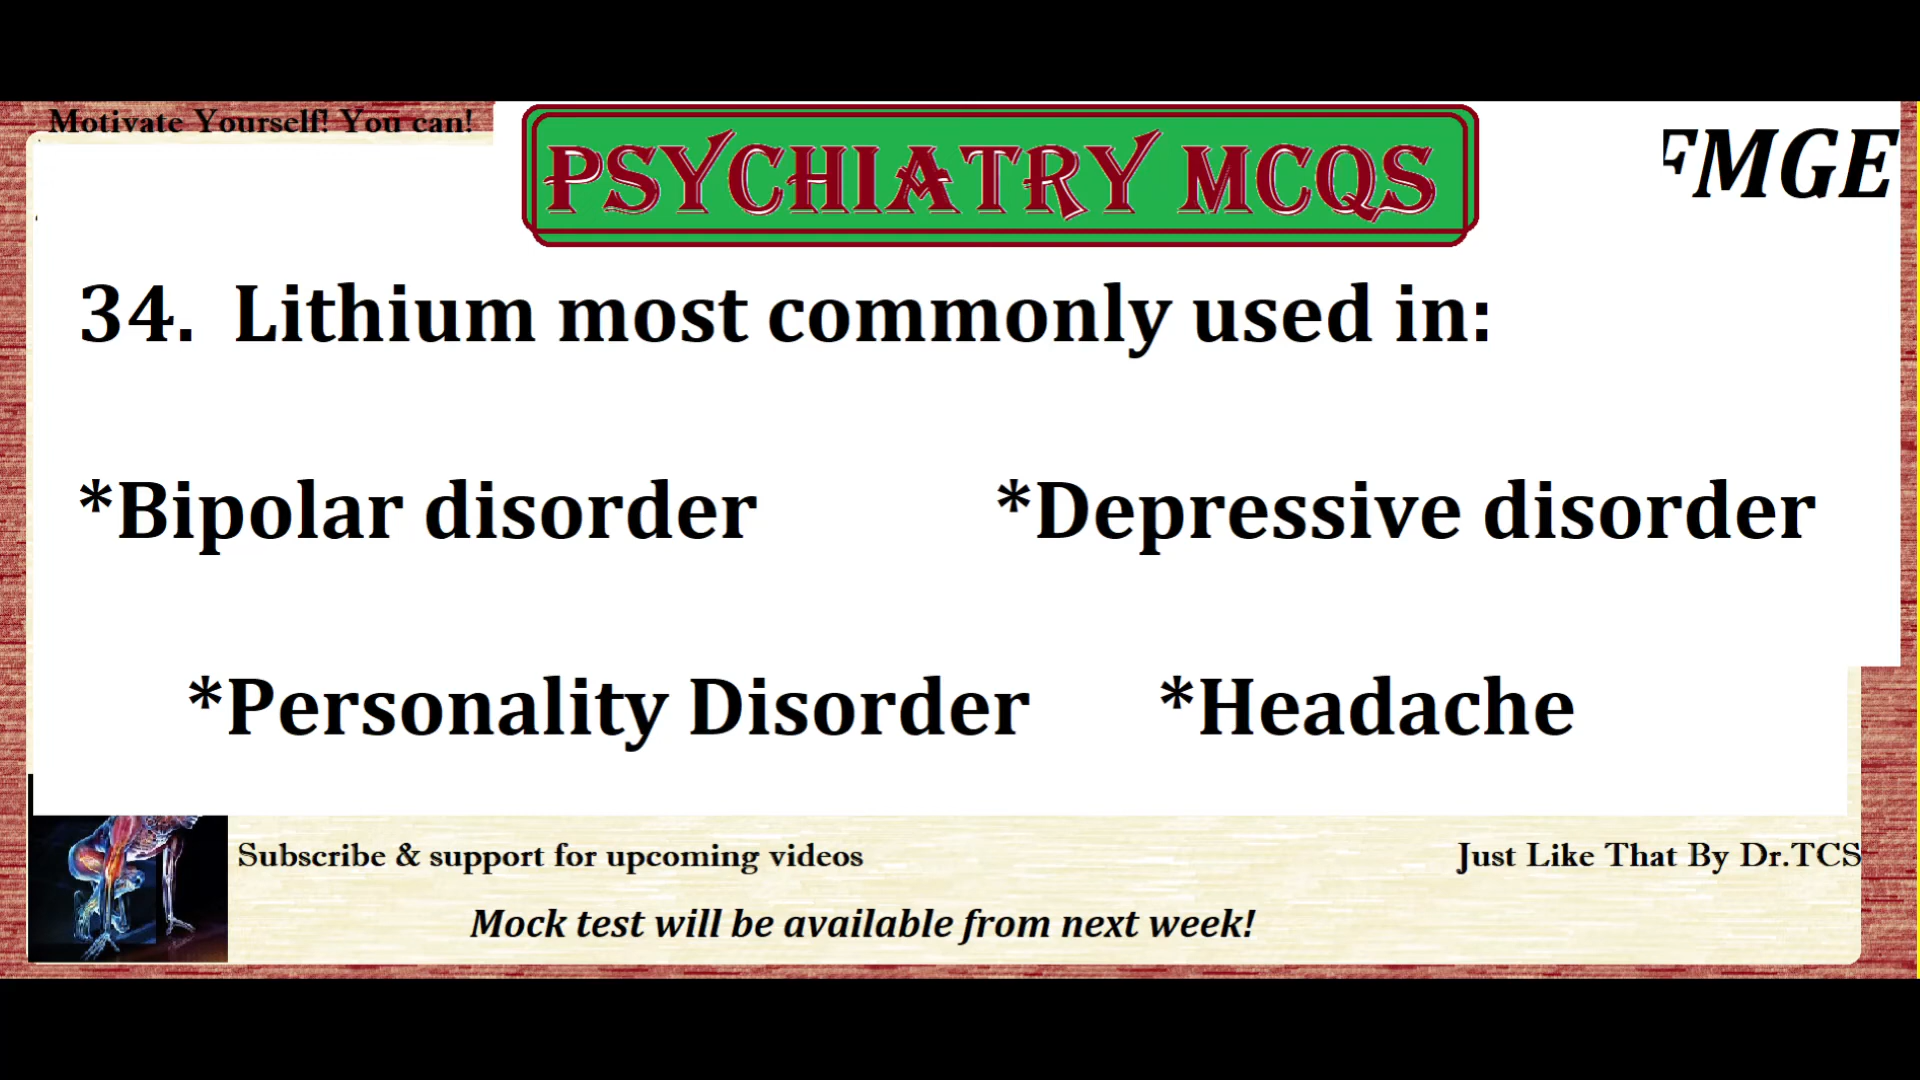 Motivate Yourself! You can!
PSYCHIATRY MCQS
FMGE
34. Lithium most commonly used in:
*Bipolar disorder *Depressive disorder
*Personality Disorder *Headache
Subscribe & support for upcoming videos
Just Like That By Dr.TCS
Mock test will be available from next week!